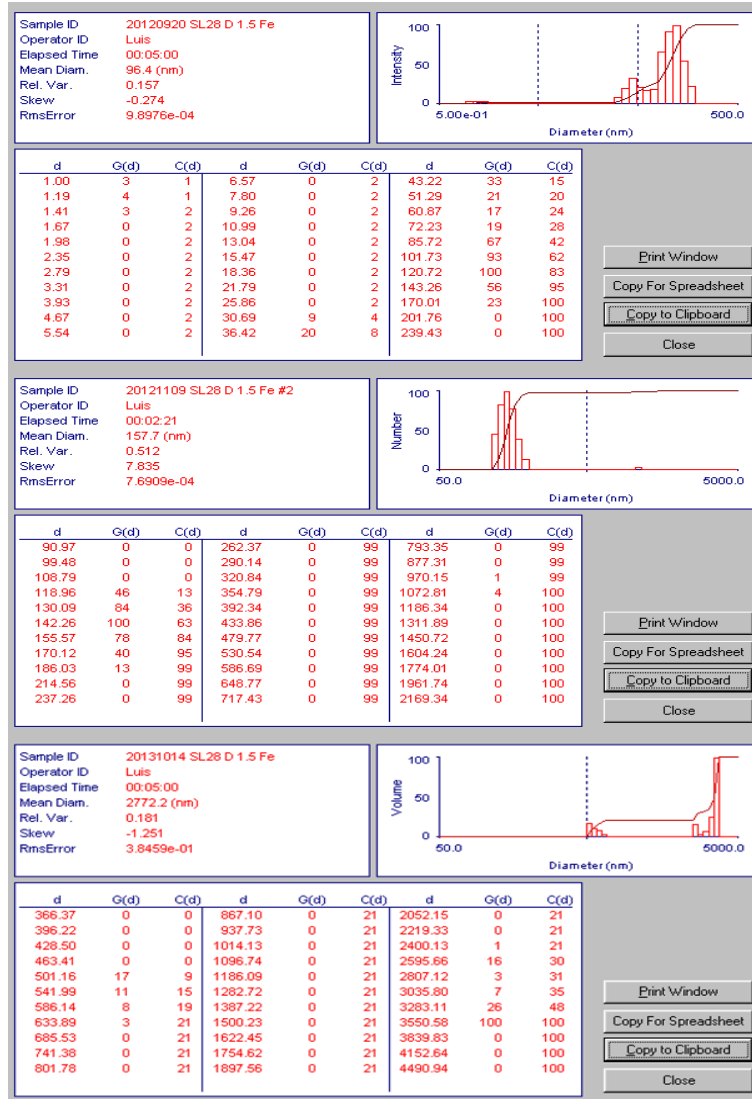 Sample ID 20120920 SL28 D 1.5 Fe
Operator ID Luis
Elapsed Time 00:05:00
Mean Diam. 96.4 (nm)
Rel. Var. 0.157
Skew -0.274
RmsError 9.8976e-04
Intensity
100
50
0
5.00e-01 500.0
Diameter (nm)
d G(d) C(d) d G(d) C(d) d G(d) C(d)
1.00 3 1 6.57 0 2 43.22 33 15
1.19 4 1 7.80 0 2 51.29 21 20
1.41 3 2 9.26 0 2 60.87 17 24
1.67 0 2 10.99 0 2 72.23 19 28
1.98 0 2 13.04 0 2 85.72 67 42
2.35 0 2 15.47 0 2 101.73 93 62
2.79 0 2 18.36 0 2 120.72 100 83
3.31 0 2 21.79 0 2 143.26 56 95
3.93 0 2 25.86 0 2 170.01 23 100
4.67 0 2 30.69 9 4 201.76 0 100
5.54 0 2 36.42 20 8 239.43 0 100
Print Window
Copy For Spreadsheet
Copy to Clipboard
Close
Sample ID 20121109 SL28 D 1.5 Fe #2
Operator ID Luis
Elapsed Time 00:02:21
Mean Diam. 157.7 (nm)
Rel. Var. 0.512
Skew 7.835
RmsError 7.6909e-04
Number
100
50
0
50.0 5000.0
Diameter (nm)
d G(d) C(d) d G(d) C(d) d G(d) C(d)
90.97 0 0 262.37 0 99 793.35 0 99
99.48 0 0 290.14 0 99 877.31 0 99
108.79 0 0 320.84 0 99 970.15 1 99
118.96 46 13 354.79 0 99 1072.81 4 100
130.09 84 36 392.34 0 99 1186.34 0 100
142.26 100 63 433.86 0 99 1311.89 0 100
155.57 78 84 479.77 0 99 1450.72 0 100
170.12 40 95 530.54 0 99 1604.24 0 100
186.03 13 99 586.69 0 99 1774.01 0 100
214.56 0 99 648.77 0 99 1961.74 0 100
237.26 0 99 717.43 0 99 2169.34 0 100
Print Window
Copy For Spreadsheet
Copy to Clipboard
Close
Sample ID 20131014 SL28 D 1.5 Fe
Operator ID Luis
Elapsed Time 00:05:00
Mean Diam. 2772.2 (nm)
Rel. Var. 0.181
Skew -1.251
RmsError 3.8459e-01
Volume
100
50
0
50.0 5000.0
Diameter (nm)
d G(d) C(d) d G(d) C(d) d G(d) C(d)
366.37 0 0 867.10 0 21 2052.15 0 21
396.22 0 0 937.73 0 21 2219.33 0 21
428.50 0 0 1014.13 0 21 2400.13 1 21
463.41 0 0 1096.74 0 21 2595.66 16 30
501.16 17 9 1186.09 0 21 2807.12 3 31
541.99 11 15 1282.72 0 21 3035.80 7 35
586.14 8 19 1387.22 0 21 3283.11 26 48
633.89 3 21 1500.23 0 21 3550.58 100 100
685.53 0 21 1622.45 0 21 3839.83 0 100
741.38 0 21 1754.62 0 21 4152.64 0 100
801.78 0 21 1897.56 0 21 4490.94 0 100
Print Window
Copy For Spreadsheet
Copy to Clipboard
Close